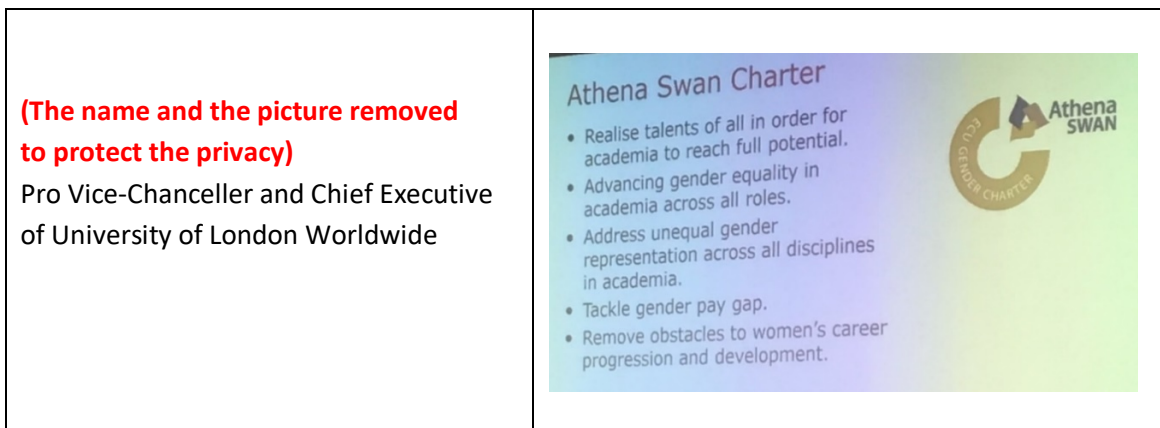 (The name and the picture removed
to protect the privacy)
Pro Vice-Chanceller and Chief Executive
of University of London Worldwide
Athena Swan Charter
• Realise talents of all in order for
academia to reach full potential.
• Advancing gender equality in
academia across all roles.
• Address unequal gender
representation across all disciplines
in academia.
• Tackle gender pay gap.
• Remove obstacles to women's career
progression and development.
Athena
SWAN
ECU GENDER CHARTER